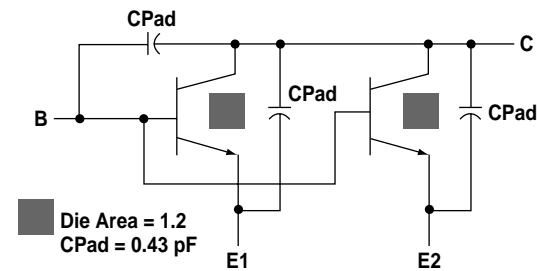 CPad
C
CPad
CPad
B
Die Area = 1.2
CPad = 0.43 pF
E1
E2